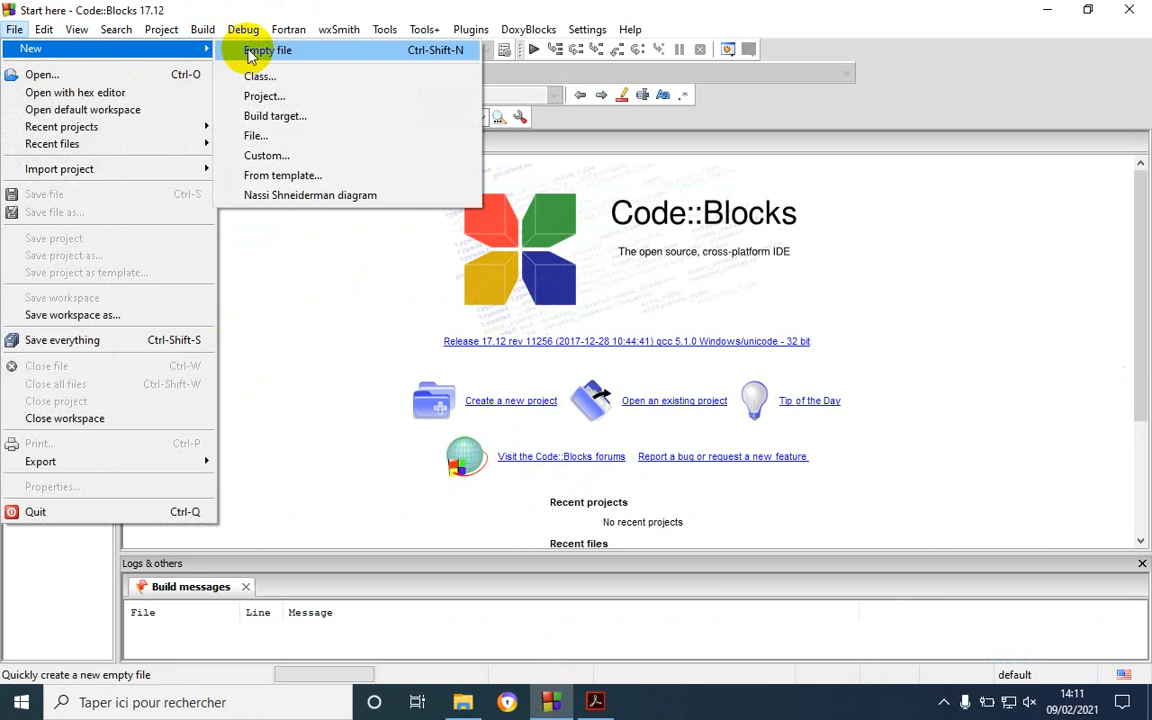 Start here - Code::Blocks 17.12
File Edit View Search Project Build Debug Fortran wxSmith Tools Tools+ Plugins DoxyBlocks Settings Help
New
Empty file Ctrl-Shift-N
Class...
Project...
Build target...
File...
Custom...
From template...
Nassi Shneiderman diagram
Open... Ctrl-O
Open with hex editor
Open default workspace
Recent projects
Recent files
Import project
Save file Ctrl-S
Save file as...
Save project
Save project as...
Save project as template...
Save workspace
Save workspace as...
Save everything Ctrl-Shift-S
Close file Ctrl-W
Close all files Ctrl-Shift-W
Close project
Close workspace
Print... Ctrl-P
Export
Properties...
Quit Ctrl-Q
Code::Blocks
The open source, cross-platform IDE
Release 17.12 rev 11256 (2017-12-28 10:44:41) gcc 5.1.0 Windows/unicode - 32 bit
Create a new project Open an existing project Tip of the Day
Visit the Code::Blocks forums Report a bug or request a new feature
Recent projects
No recent projects
Recent files
Logs & others
Build messages
File Line Message
Quickly create a new empty file default
Taper ici pour rechercher
14:11
09/02/2021